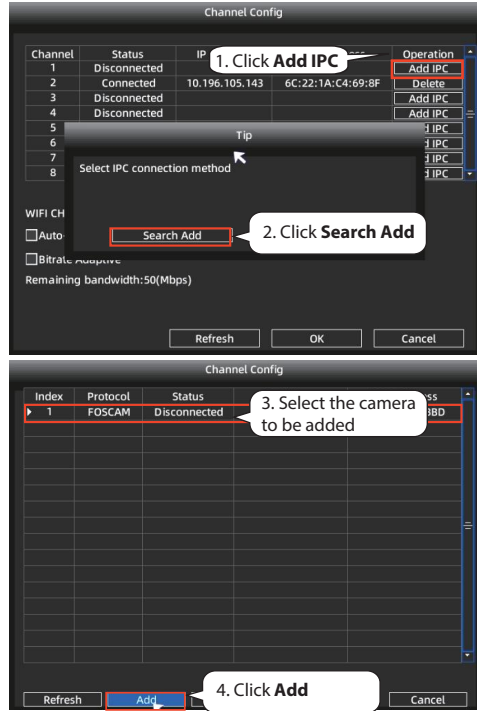 Channel Config
Channel Status IP Operation
1. Click Add IPC
1 Disconnected Add IPC
2 Connected 10.196.105.143 6C:22:1A:C4:69:8F Delete
3 Disconnected Add IPC
4 Disconnected Add IPC
5 IPC
6 IPC
7 IPC
8 IPC
Tip
Select IPC connection method
Search Add
2. Click Search Add
WIFI CH
Auto-
Bitrate Adaptive
Remaining bandwidth:50(Mbps)
Refresh OK Cancel
Channel Config
Index Protocol Status
1 FOSCAM Disconnected
3. Select the camera
to be added
Refresh Add Cancel
4. Click Add